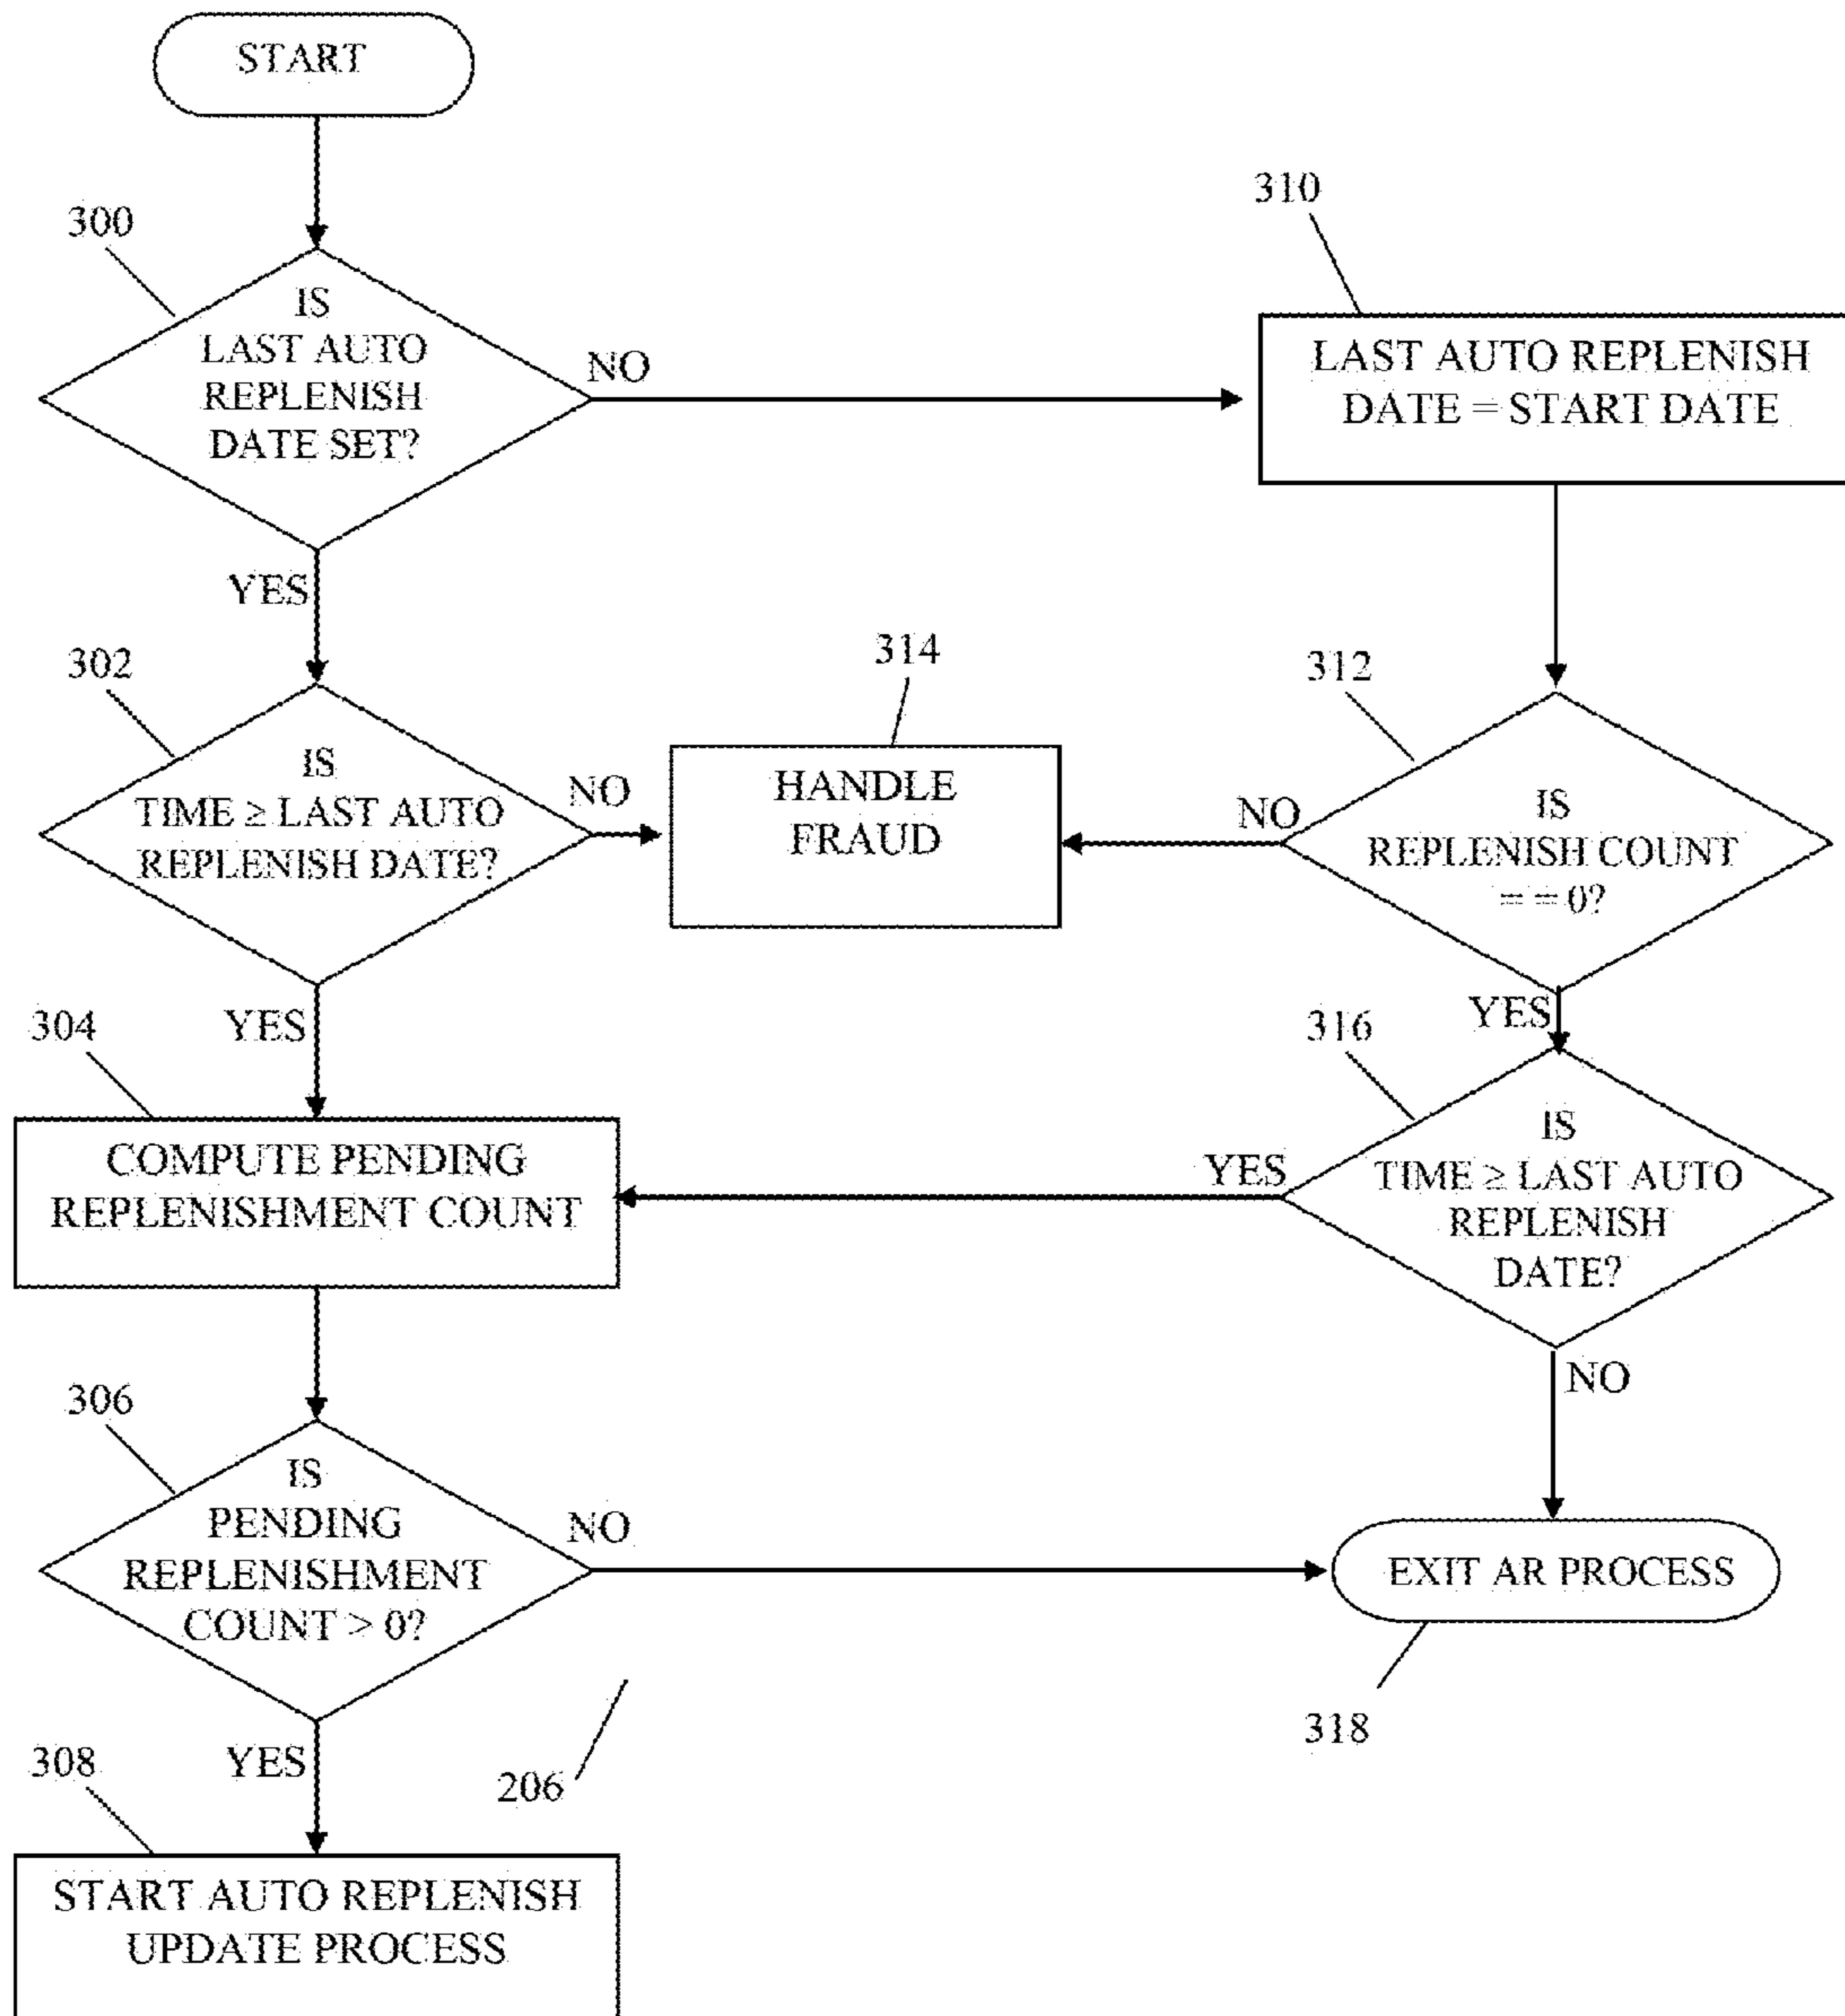 START
300
IS
LAST AUTO
REPLENISH
DATE SET?
NO
310
LAST AUTO REPLENISH
DATE = START DATE
YES
302
IS
TIME ≥ LAST AUTO
REPLENISH DATE?
NO
314
HANDLE
FRAUD
312
NO
IS
REPLENISH COUNT
= = 0?
YES
304
COMPUTE PENDING
REPLENISHMENT COUNT
YES
316
YES
IS
TIME ≥ LAST AUTO
REPLENISH
DATE?
NO
306
IS
PENDING
REPLENISHMENT
COUNT > 0?
NO
EXIT AR PROCESS
318
206
YES
308
START AUTO REPLENISH
UPDATE PROCESS